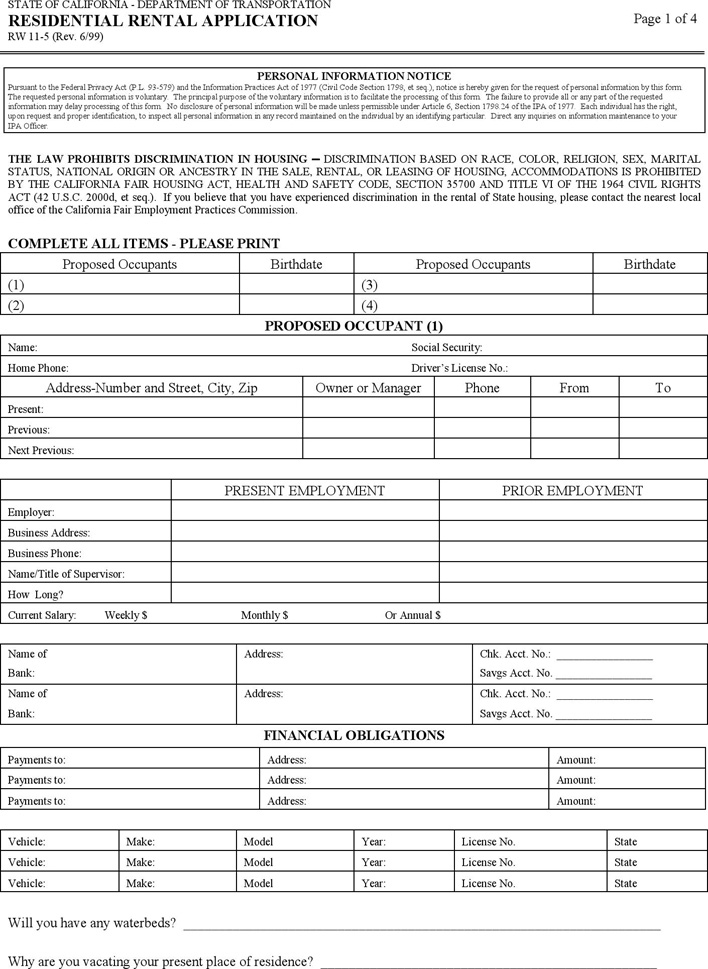 STATE OF CALIFORNIA - DEPARTMENT OF TRANSPORTATION
RESIDENTIAL RENTAL APPLICATION
Page 1 of 4
RW 11-5 (Rev. 6/99)
PERSONAL INFORMATION NOTICE
Pursuant to the Federal Privacy Act (P.L. 93-579) and the Information Practices Act of 1977 (Civil Code Section 1798, et seq.), notice is hereby given for the request of personal information by this form.
The requested personal information is voluntary. The principal purpose of the voluntary information is to facilitate the processing of this form. The failure to provide all or any part of the requested
information may delay processing of this form. No disclosure of personal information will be made unless permissible under Article 6, Section 1798.24 of the IPA of 1977. Each individual has the right,
upon request and proper identification, to inspect all personal information in any record maintained on the individual by an identifying particular. Direct any inquiries on information maintenance to your
IPA Officer.
THE LAW PROHIBITS DISCRIMINATION IN HOUSING – DISCRIMINATION BASED ON RACE, COLOR, RELIGION, SEX, MARITAL
STATUS, NATIONAL ORIGIN OR ANCESTRY IN THE SALE, RENTAL, OR LEASING OF HOUSING, ACCOMMODATIONS IS PROHIBITED
BY THE CALIFORNIA FAIR HOUSING ACT, HEALTH AND SAFETY CODE, SECTION 35700 AND TITLE VI OF THE 1964 CIVIL RIGHTS
ACT (42 U.S.C. 2000d, et seq.). If you believe that you have experienced discrimination in the rental of State housing, please contact the nearest local
office of the California Fair Employment Practices Commission.
COMPLETE ALL ITEMS - PLEASE PRINT
Proposed Occupants Birthdate Proposed Occupants Birthdate
(1) (3)
(2) (4)
PROPOSED OCCUPANT (1)
Name: Social Security:
Home Phone: Driver's License No.:
Address-Number and Street, City, Zip Owner or Manager Phone From To
Present:
Previous:
Next Previous:
PRESENT EMPLOYMENT PRIOR EMPLOYMENT
Employer:
Business Address:
Business Phone:
Name/Title of Supervisor:
How Long?
Current Salary: Weekly $ Monthly $ Or Annual $
Name of Address: Chk. Acct. No.: __________________
Bank: Savgs Acct. No. __________________
Name of Address: Chk. Acct. No.: __________________
Bank: Savgs Acct. No. __________________
FINANCIAL OBLIGATIONS
Payments to: Address: Amount:
Payments to: Address: Amount:
Payments to: Address: Amount:
Vehicle: Make: Model Year: License No. State
Vehicle: Make: Model Year: License No. State
Vehicle: Make: Model Year: License No. State
Will you have any waterbeds? ____________________
Why are you vacating your present place of residence? ____________________